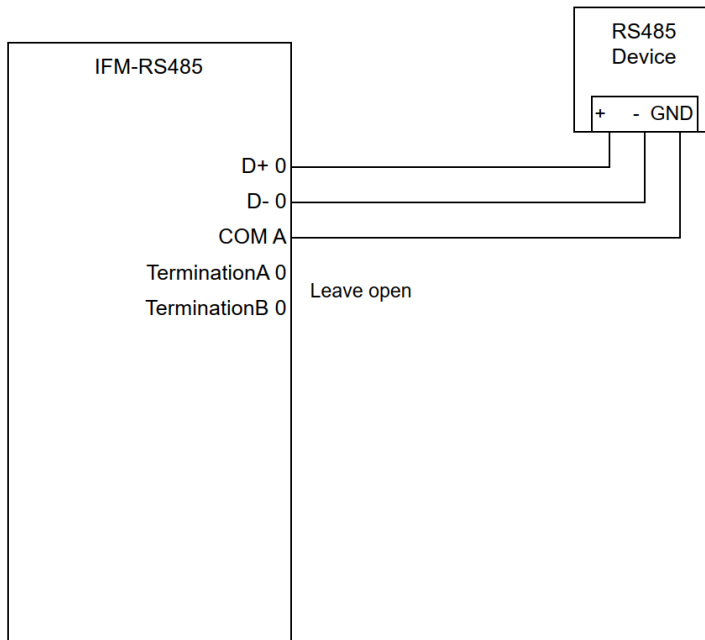 RS485
Device
+ - GND
IFM-RS485
D+ 0
D- 0
COM A
TerminationA 0
Leave open
TerminationB 0